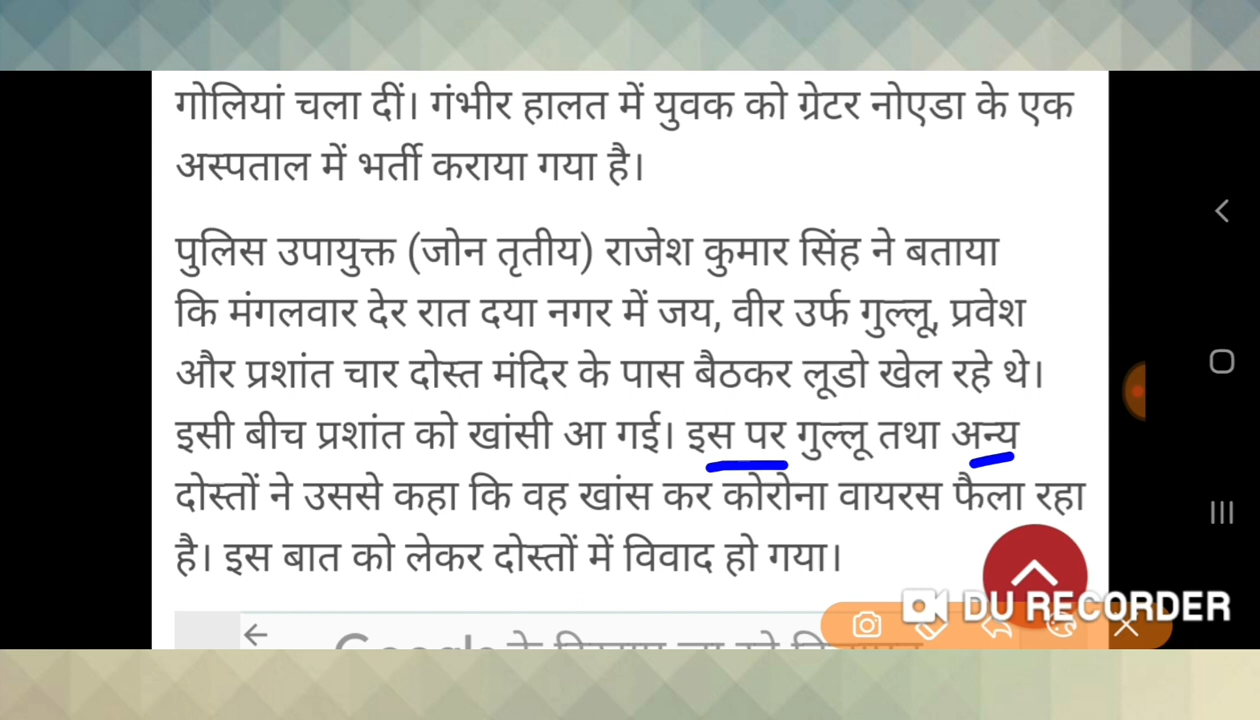 गोलियां चला दीं। गंभीर हालत में युवक को ग्रेटर नोएडा के एक
अस्पताल में भर्ती कराया गया है।
पुलिस उपायुक्त (जोन तृतीय) राजेश कुमार सिंह ने बताया
कि मंगलवार देर रात दया नगर में जय, वीर उर्फ गुल्लू, प्रवेश
और प्रशांत चार दोस्त मंदिर के पास बैठकर लूडो खेल रहे थे।
इसी बीच प्रशांत को खांसी आ गई। इस पर गुल्लू तथा अन्य
दोस्तों ने उससे कहा कि वह खांस कर कोरोना वायरस फैला रहा
है। इस बात को लेकर दोस्तों में विवाद हो गया।
DU RECORDER
Google के